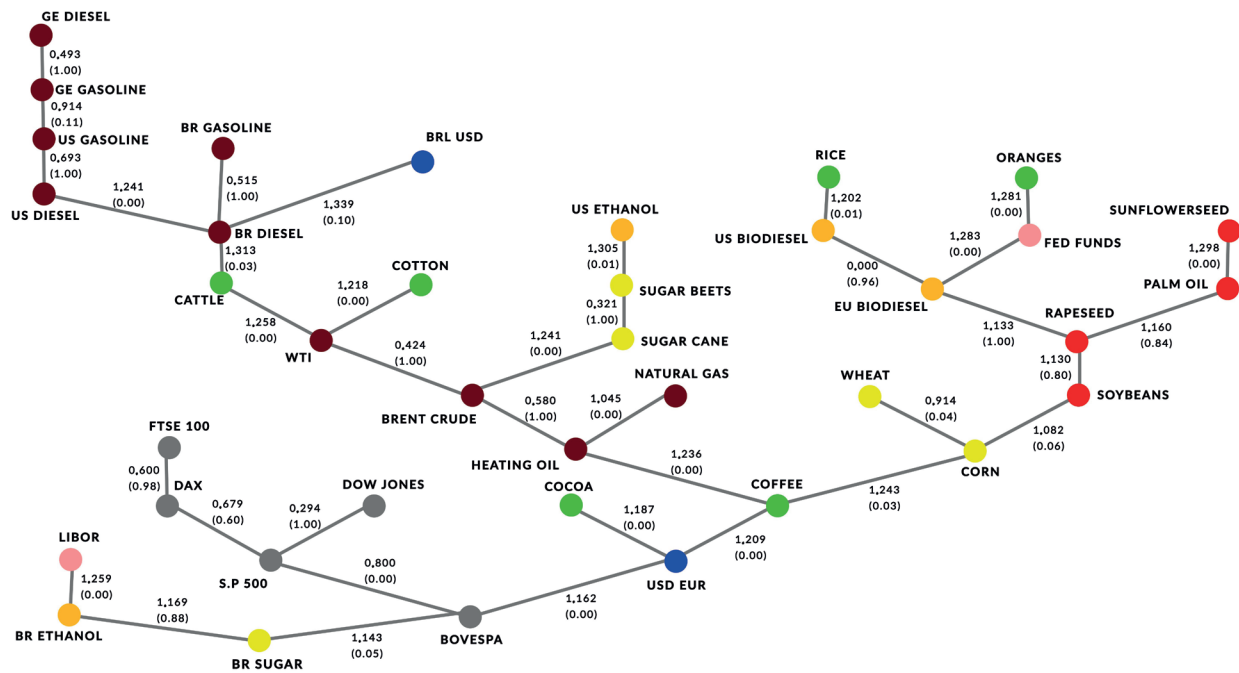 GE DIESEL
0,493
(1.00)
GE GASOLINE
0,914
(0.11)
US GASOLINE
0,693
(1.00)
US DIESEL
1,241
(0.00)
BR GASOLINE
0,515
(1.00)
BRL USD
1,339
(0.10)
BR DIESEL
1,313
(0.03)
CATTLE
1,258
(0.00)
COTTON
1,218
(0.00)
WTI
0,424
(1.00)
US ETHANOL
1,305
(0.01)
SUGAR BEETS
0,321
(1.00)
SUGAR CANE
1,241
(0.00)
BRENT CRUDE
0,580
(1.00)
NATURAL GAS
1,045
(0.00)
HEATING OIL
1,236
(0.00)
RICE
1,202
(0.01)
US BIODIESEL
0,000
(0.96)
ORANGES
1,281
(0.00)
FED FUNDS
1,283
(0.00)
EU BIODIESEL
1,133
(1.00)
SUNFLOWERSEED
1,298
(0.00)
PALM OIL
1,160
(0.84)
RAPESEED
1,130
(0.80)
SOYBEANS
1,082
(0.06)
WHEAT
0,914
(0.04)
CORN
1,243
(0.03)
COFFEE
1,209
(0.00)
COCOA
1,187
(0.00)
USD EUR
1,162
(0.00)
FTSE 100
0,600
(0.98)
DAX
0,679
(0.60)
DOW JONES
0,294
(1.00)
S.P 500
0,800
(0.00)
LIBOR
1,259
(0.00)
BR ETHANOL
1,169
(0.88)
BR SUGAR
1,143
(0.05)
BOVESPA